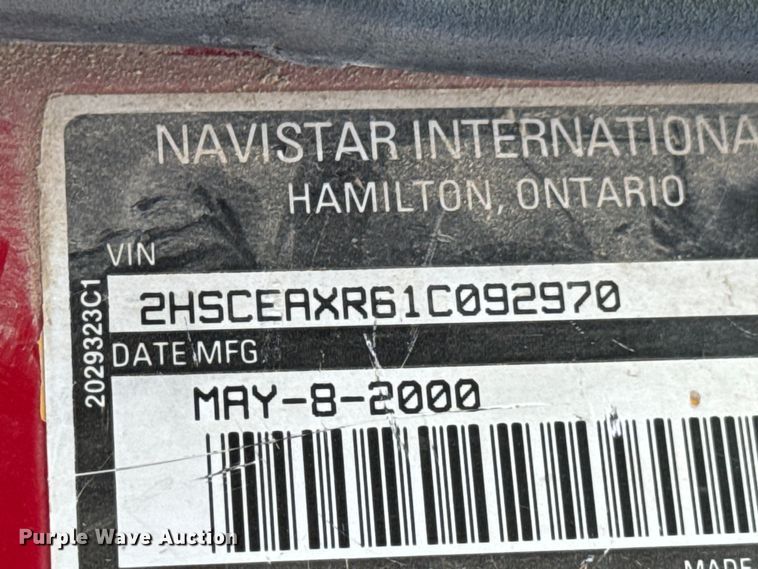 NAVISTAR INTERNATIONA
HAMILTON, ONTARIO
VIN
2HSCEAXR61C092970
DATE MFG.
MAY-8-2000
2029323C1
MADE
Purple Wave Auction